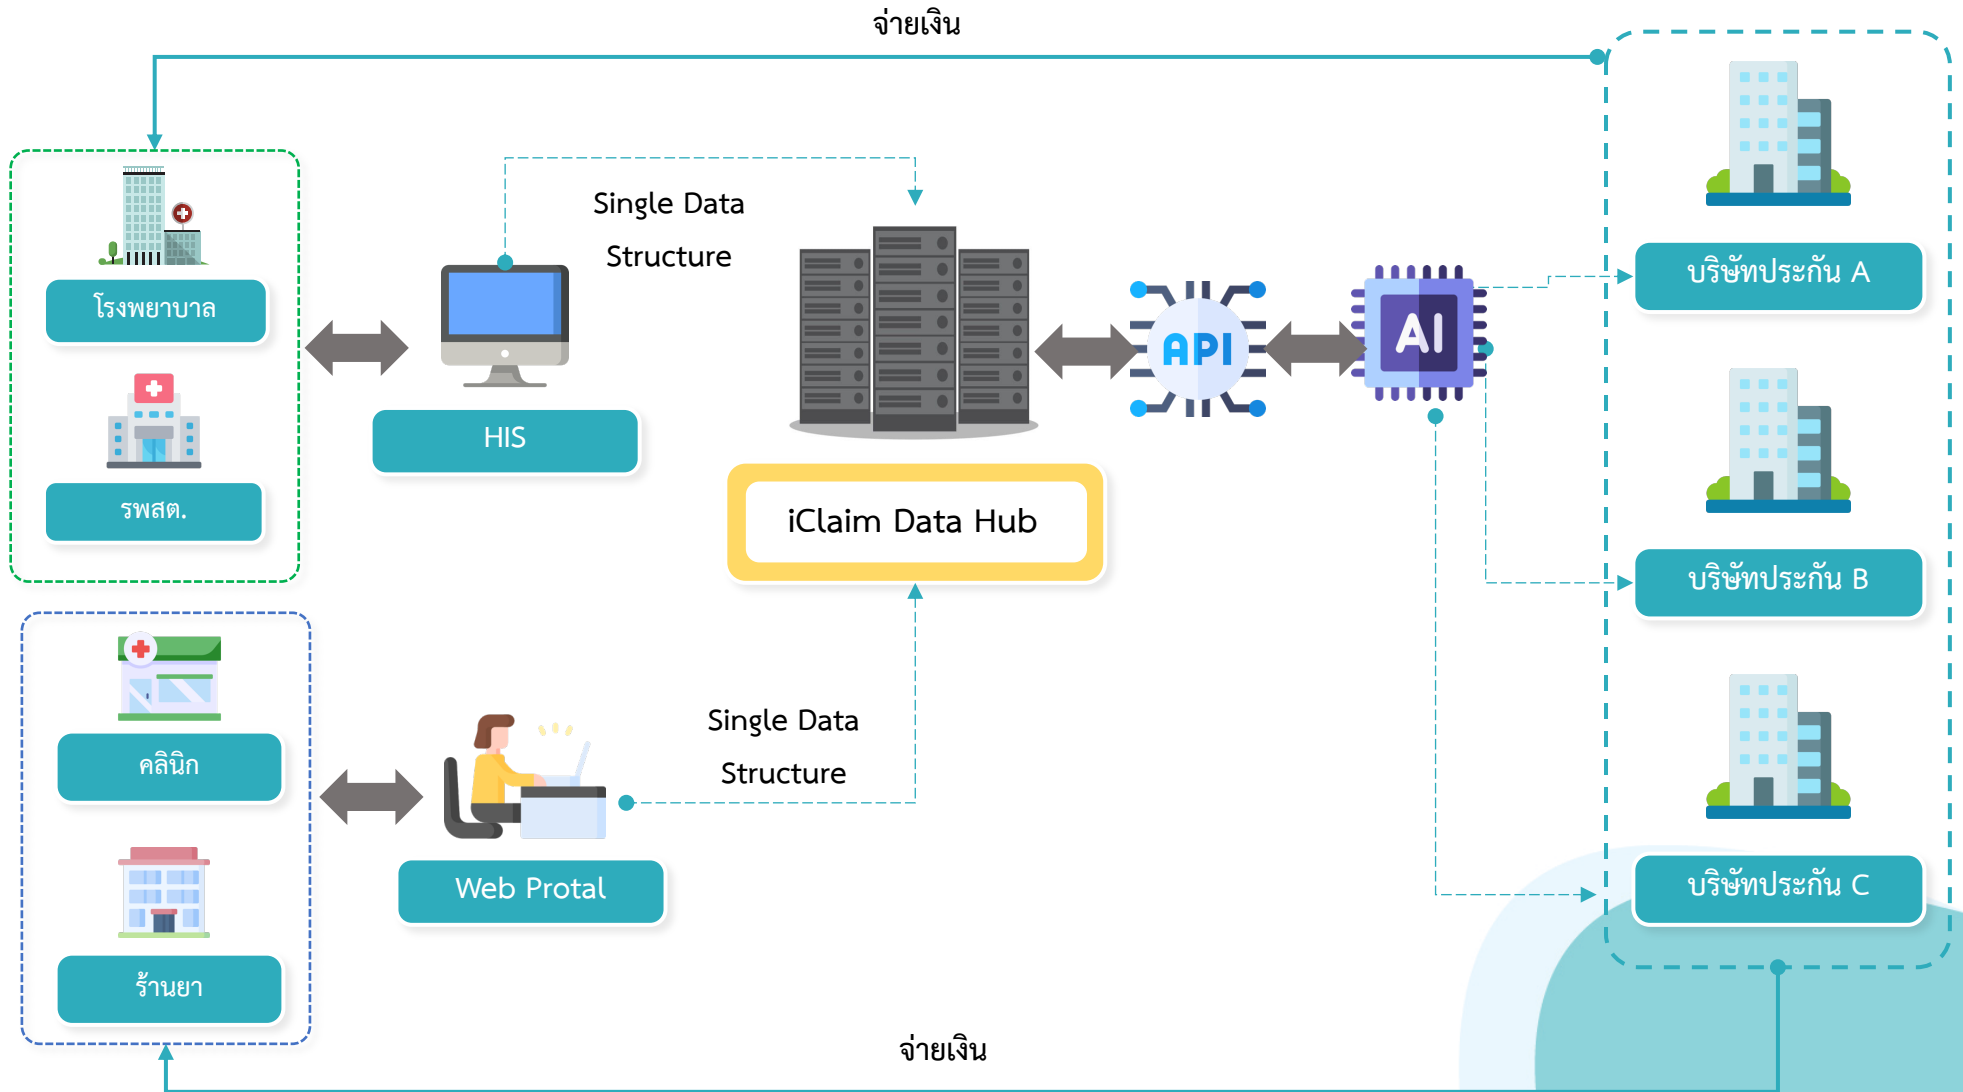 จ่ายเงิน
โรงพยาบาล
รพสต.
HIS
Single Data
Structure
iClaim Data Hub
API
AI
บริษัทประกัน A
บริษัทประกัน B
บริษัทประกัน C
คลินิก
ร้านยา
Web Protal
Single Data
Structure
จ่ายเงิน